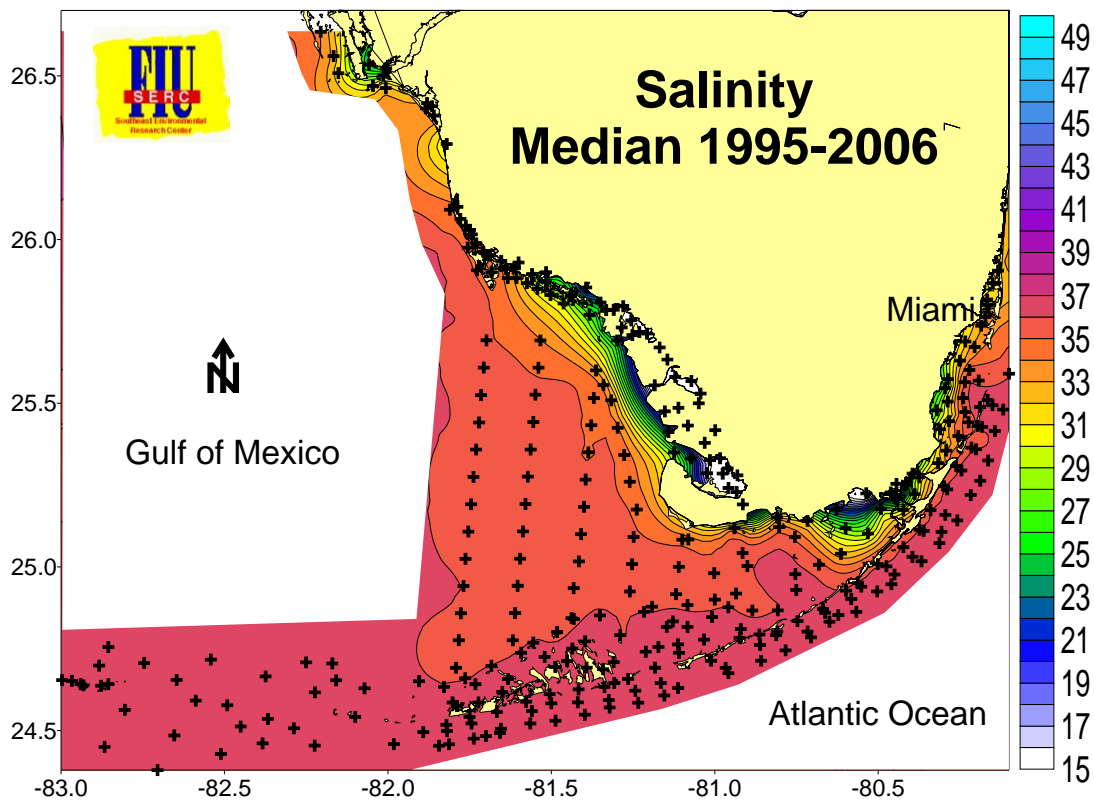 FIU
SERC
Southeast Environmental
Research Center
Salinity
Median 1995-2006
Miami
N
Gulf of Mexico
Atlantic Ocean
26.5
26.0
25.5
25.0
24.5
-83.0
-82.5
-82.0
-81.5
-81.0
-80.5
49
47
45
43
41
39
37
35
33
31
29
27
25
23
21
19
17
15